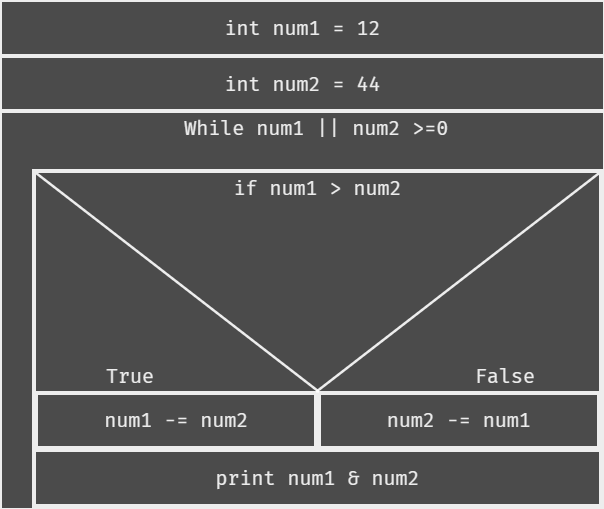 int num1 = 12
int num2 = 44
While num1 || num2 >=0
if num1 > num2
True
False
num1 -= num2
num2 -= num1
print num1 & num2